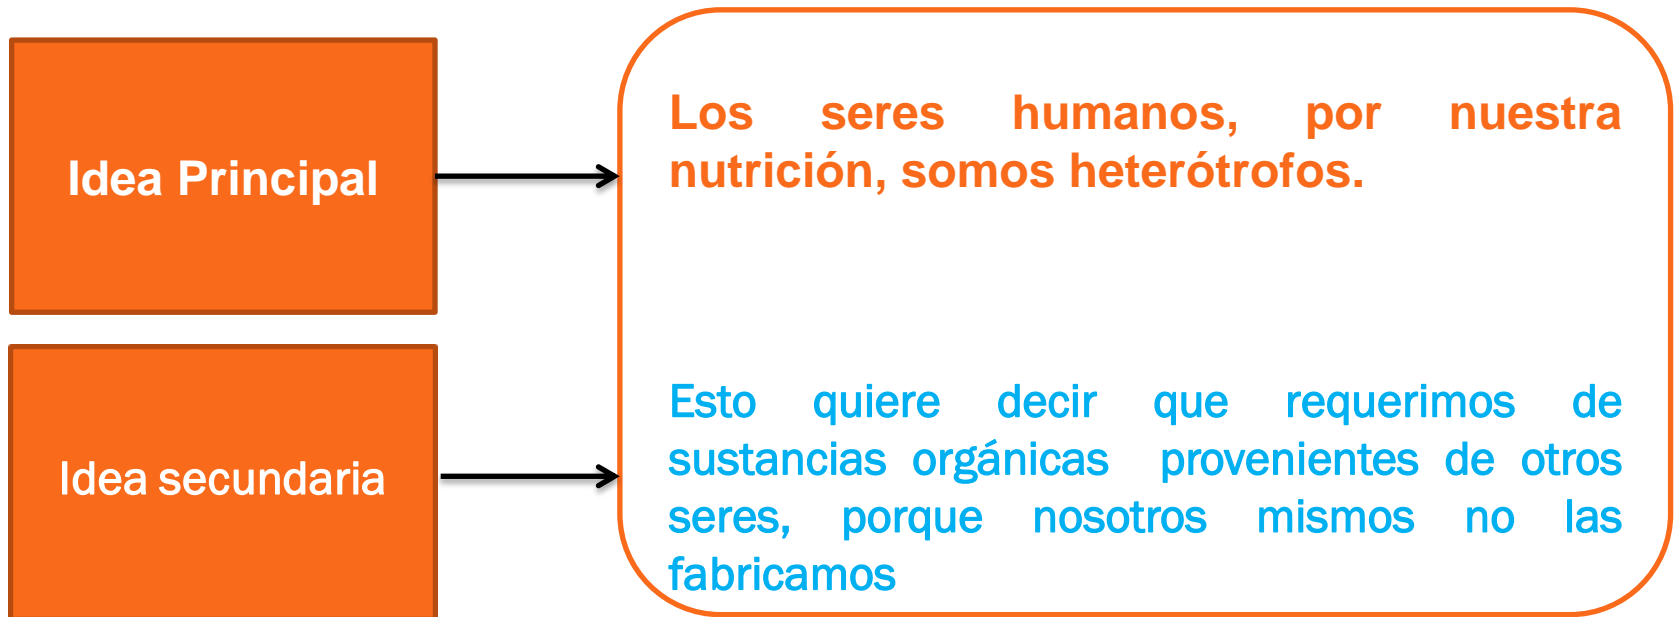 Idea Principal
Los seres humanos, por nuestra
nutrición, somos heterótrofos.
Idea secundaria
Esto quiere decir que requerimos de
sustancias orgánicas provenientes de otros
seres, porque nosotros mismos no las
fabricamos